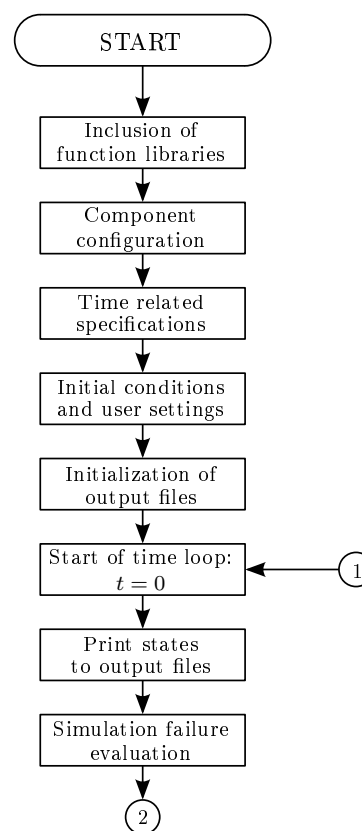 START
Inclusion of
function libraries
Component
configuration
Time related
specifications
Initial conditions
and user settings
Initialization of
output files
Start of time loop:
t = 0
1
Print states
to output files
Simulation failure
evaluation
2